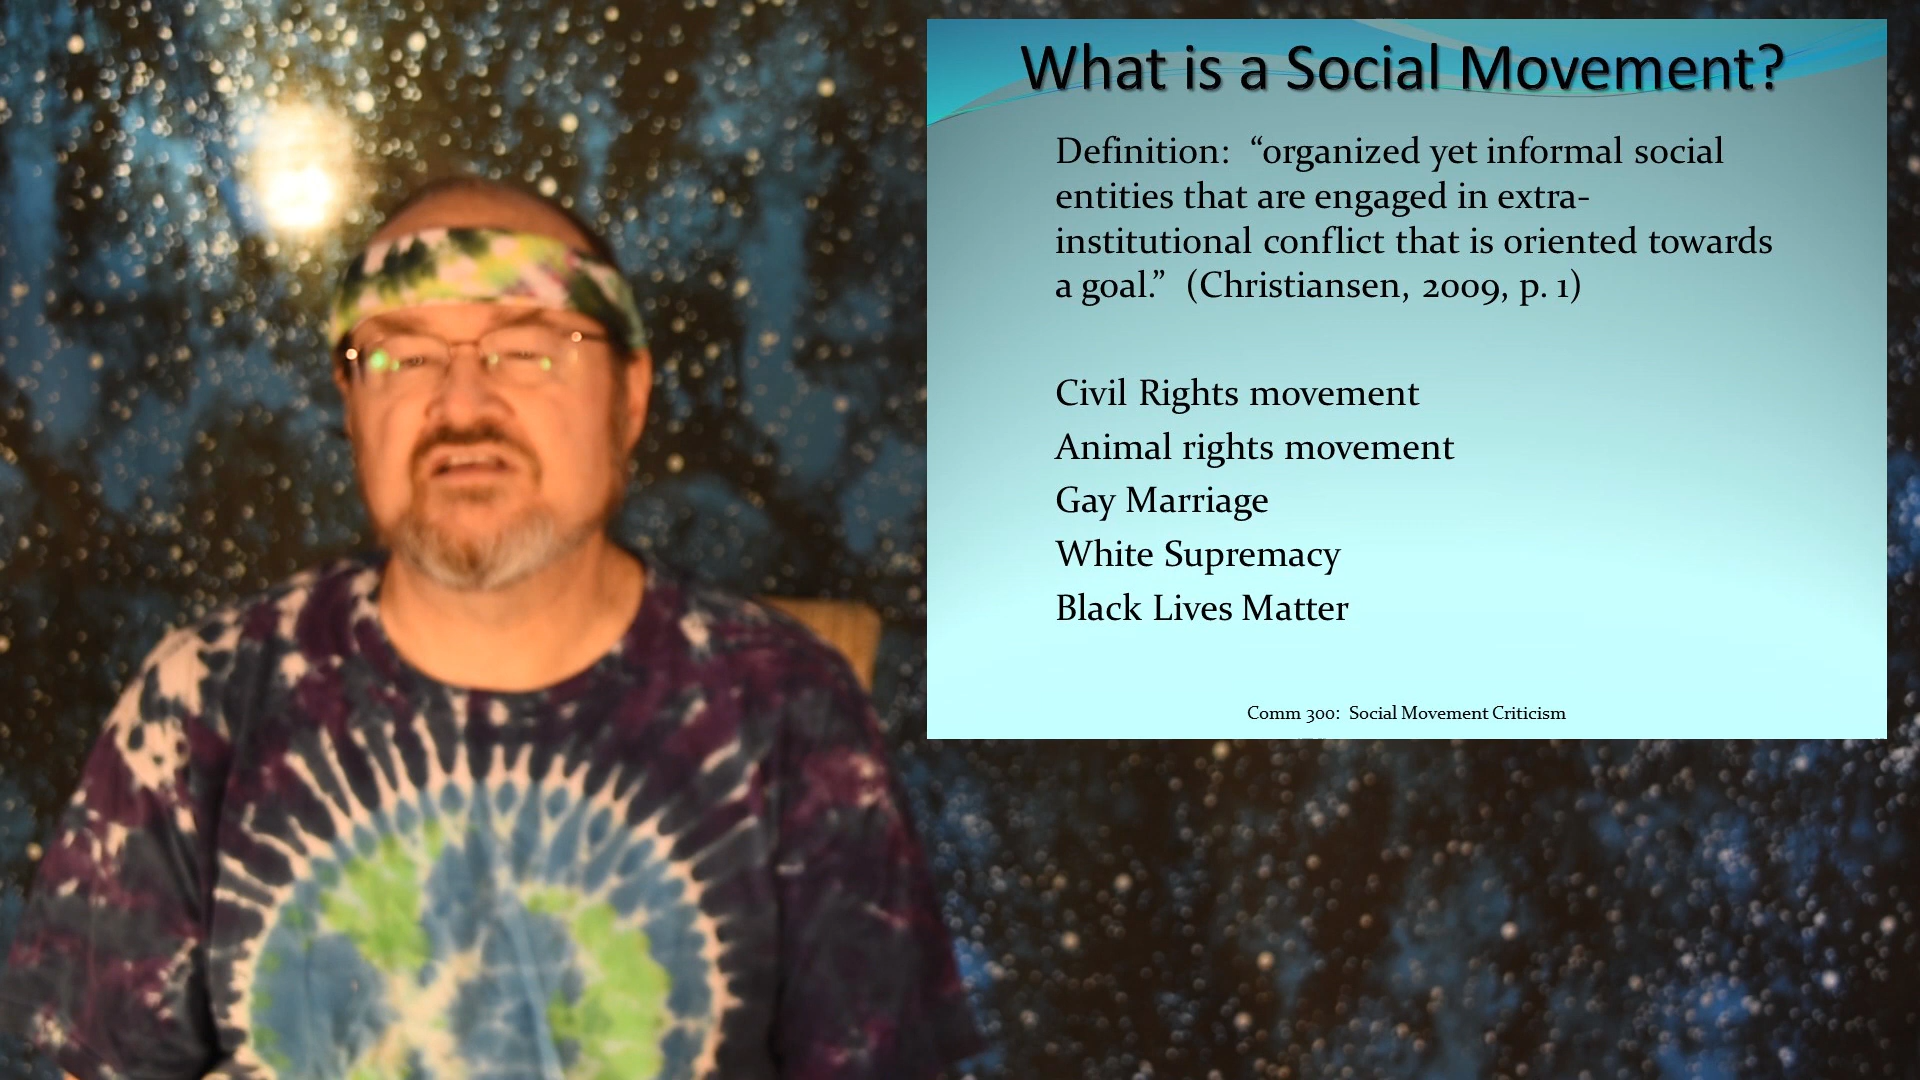 What is a Social Movement?
Definition:  “organized yet informal social
entities that are engaged in extra-
institutional conflict that is oriented towards
a goal.”  (Christiansen, 2009, p. 1)
Civil Rights movement
Animal rights movement
Gay Marriage
White Supremacy
Black Lives Matter
Comm 300:  Social Movement Criticism